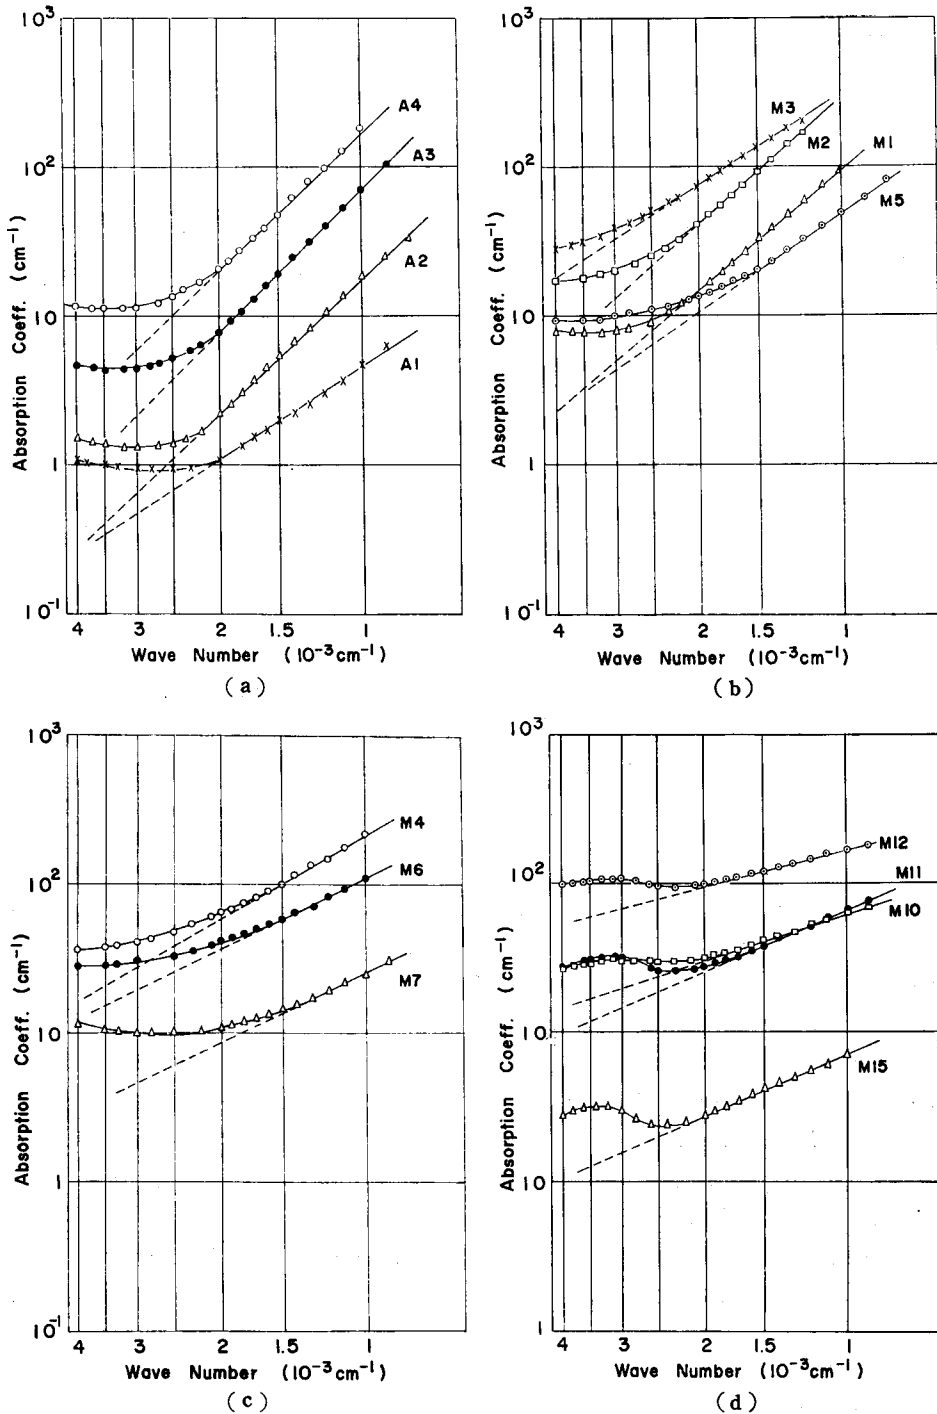 10³
10²
10
1
10⁻¹
Absorption Coeff. (cm⁻¹)
A4
A3
A2
A1
4 3 2 1.5 1
Wave Number (10⁻³cm⁻¹)
(a)
10³
10²
10
1
10⁻¹
Absorption Coeff. (cm⁻¹)
M3
M2
M1
M5
4 3 2 1.5 1
Wave Number (10⁻³cm⁻¹)
(b)
10³
10²
10
1
10⁻¹
Absorption Coeff. (cm⁻¹)
M4
M6
M7
4 3 2 1.5 1
Wave Number (10⁻³cm⁻¹)
(c)
10³
10²
10
10
1
Absorption Coeff. (cm⁻¹)
M12
M11
M10
M15
4 3 2 1.5 1
Wave Number (10⁻³cm⁻¹)
(d)